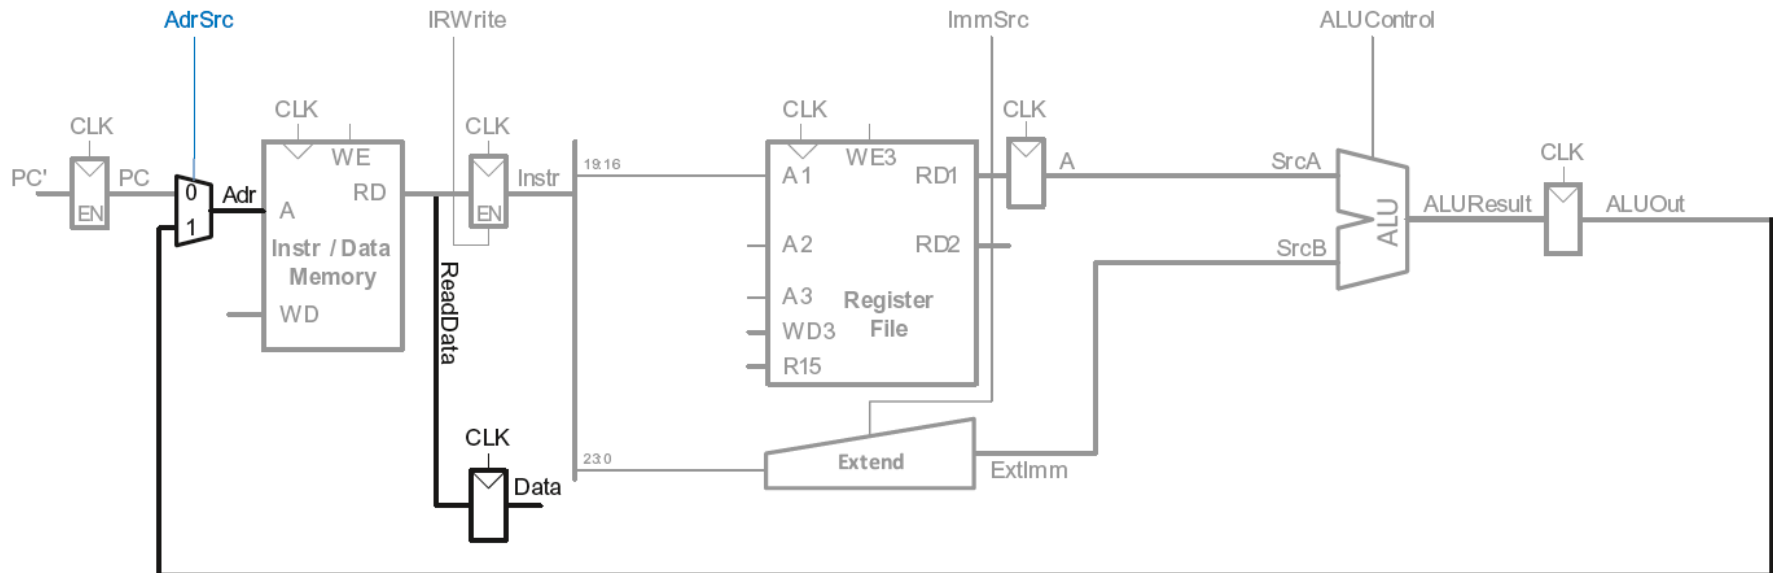 AdrSrc
IRWrite
ImmSrc
ALUControl
CLK
CLK
CLK
CLK
CLK
CLK
PC'
PC
EN
0
1
Adr
WE
RD
A
Instr / Data
Memory
WD
EN
Instr
ReadData
CLK
Data
19:16
23:0
A1
WE3
RD1
A2
RD2
A3
Register
File
WD3
R15
Extend
ExtImm
A
SrcA
SrcB
ALU
ALUResult
ALUOut